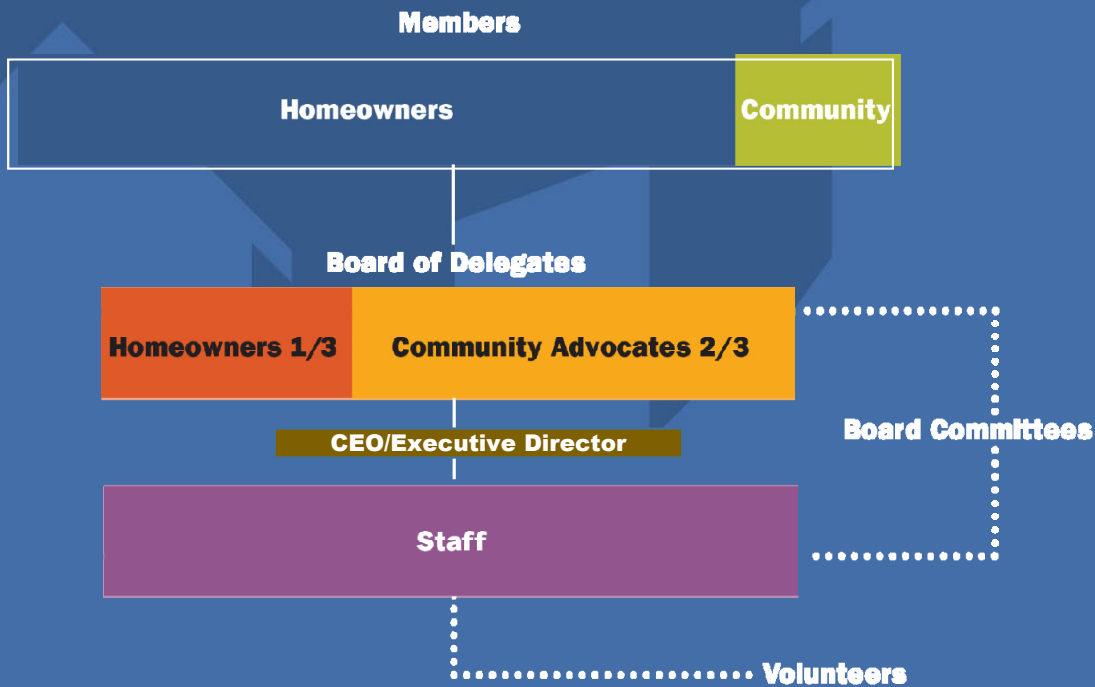 Members
Homeowners
Community
Board of Delegates
Homeowners 1/3
Community Advocates 2/3
Board Committees
CEO/Executive Director
Staff
Volunteers